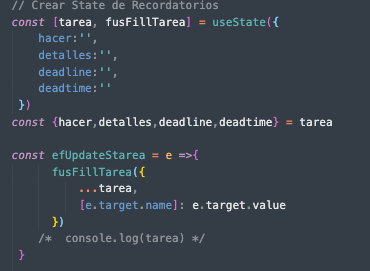 // Crear State de Recordatorios
const [tarea, fusFillTarea] = useState({
hacer:'',
detalles:'',
deadline:'',
deadtime:''
})
const {hacer,detalles,deadline,deadtime} = tarea
const efUpdateStarea = e =>{
fusFillTarea({
...tarea,
[e.target.name]: e.target.value
})
/*  console.log(tarea) */
}